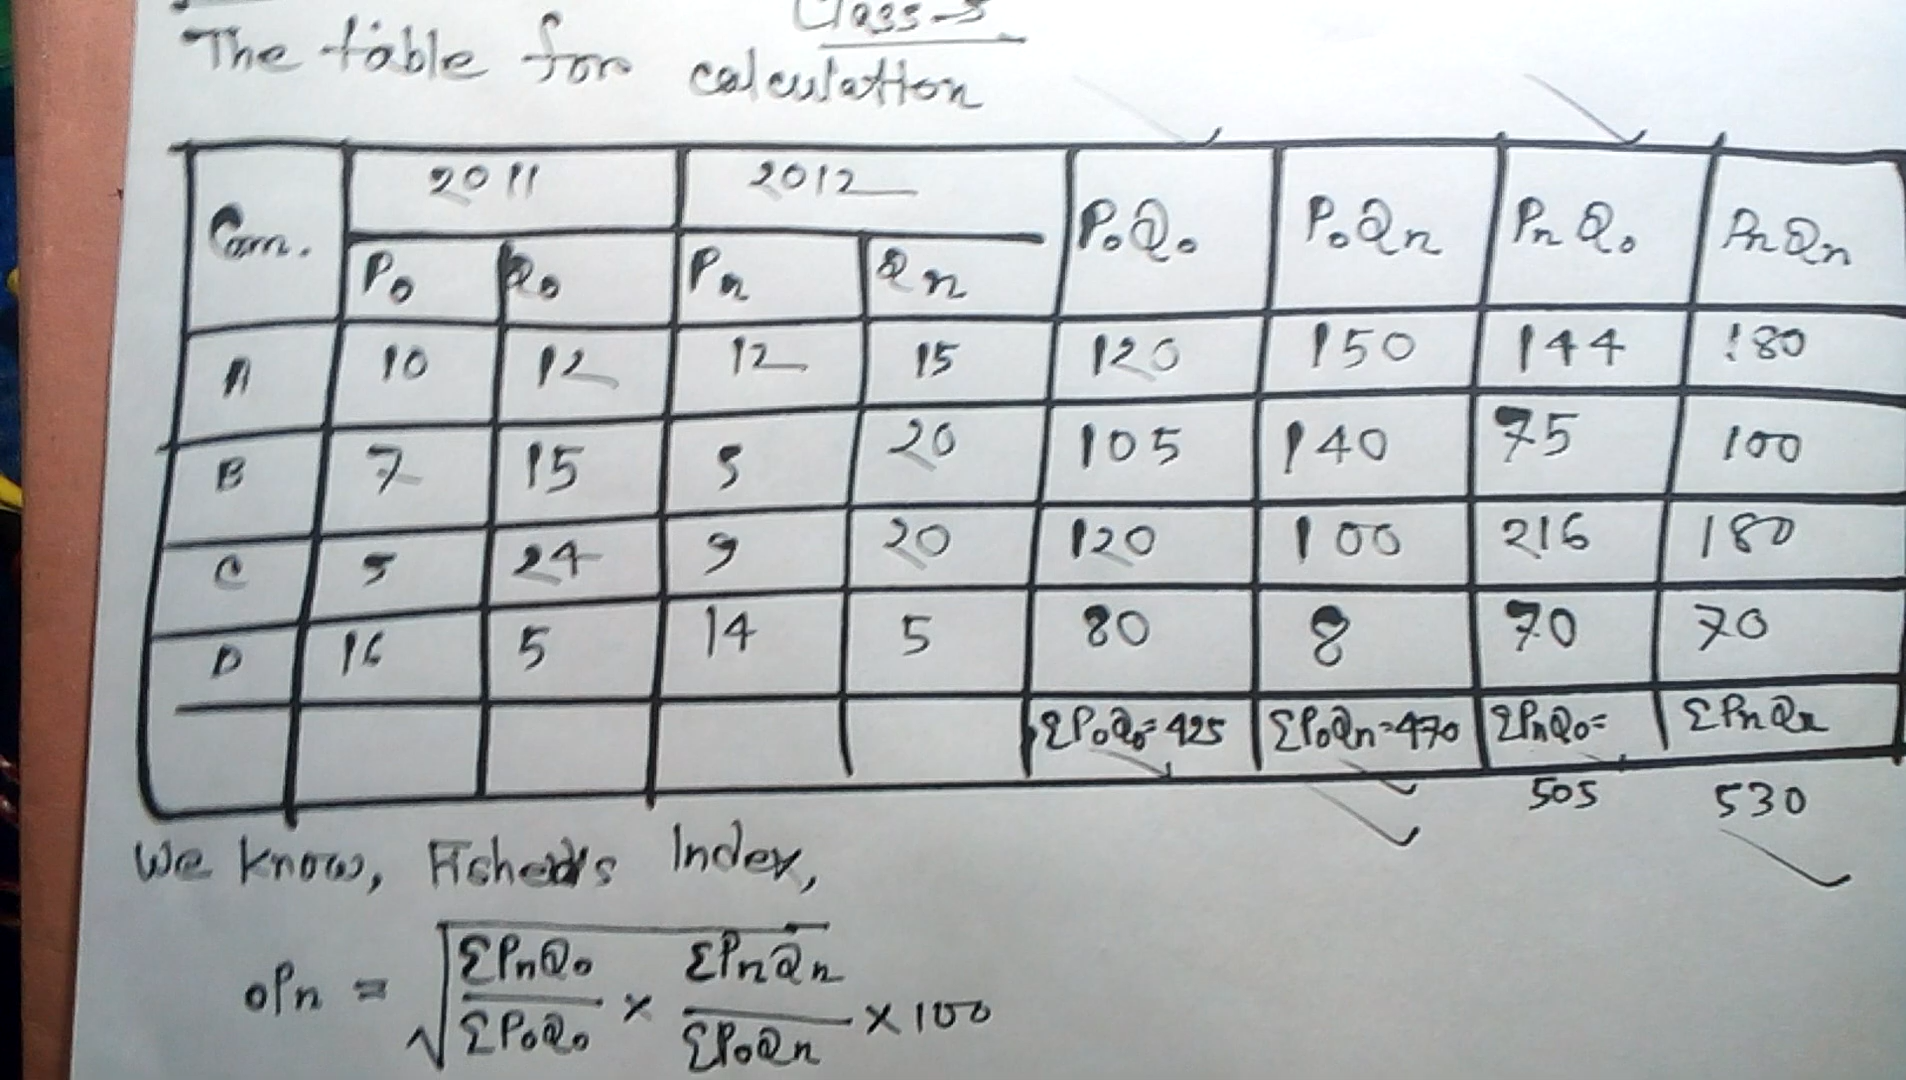 Class-5
The table for calculation
Com. 2011 2012 P₀Q₀ P₀Qn PnQ₀ PnQn
P₀ Q₀ Pn Qn
A 10 12 12 15 120 150 144 180
B 7 15 5 20 105 140 75 100
C 5 24 9 20 120 100 216 180
D 16 5 14 5 80 8 70 70
ΣP₀Q₀=425 ΣP₀Qn=470 ΣPnQ₀= ΣPnQn
505 530
We know, Fisher's Index,
oPn = √ΣPnQ₀/ΣP₀Q₀ × ΣPnQn/ΣP₀Qn × 100